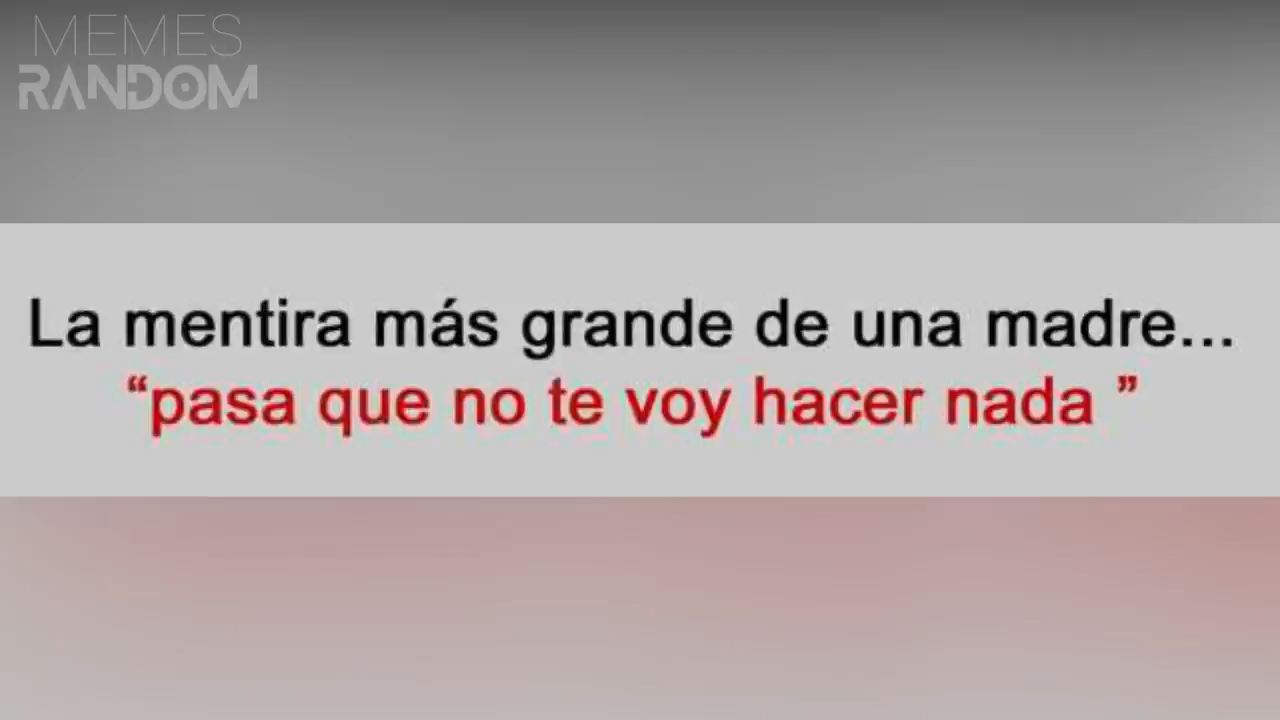 MEMES
RANDOM
La mentira más grande de una madre...
“pasa que no te voy hacer nada ”